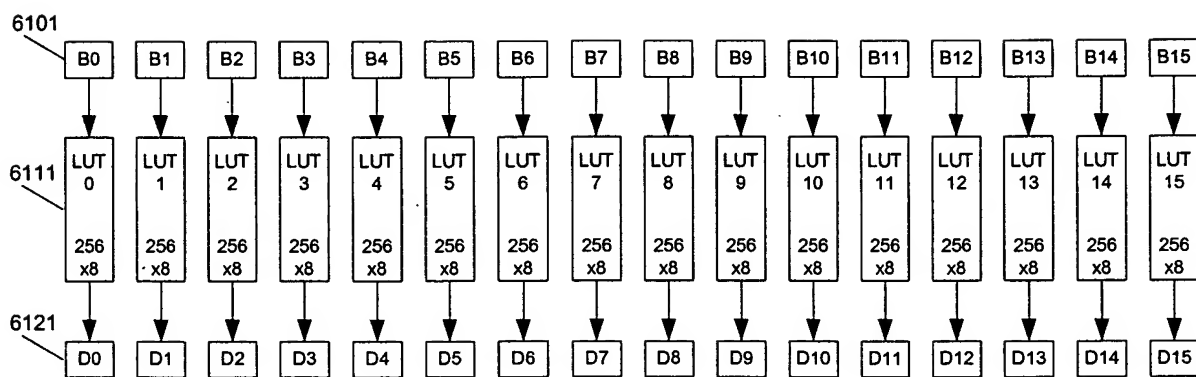 6101
B0 B1 B2 B3 B4 B5 B6 B7 B8 B9 B10 B11 B12 B13 B14 B15
6111
LUT LUT LUT LUT LUT LUT LUT LUT LUT LUT LUT LUT LUT LUT LUT LUT
0 1 2 3 4 5 6 7 8 9 10 11 12 13 14 15
256 256 256 256 256 256 256 256 256 256 256 256 256 256 256 256
x8 x8 x8 x8 x8 x8 x8 x8 x8 x8 x8 x8 x8 x8 x8 x8
6121
D0 D1 D2 D3 D4 D5 D6 D7 D8 D9 D10 D11 D12 D13 D14 D15